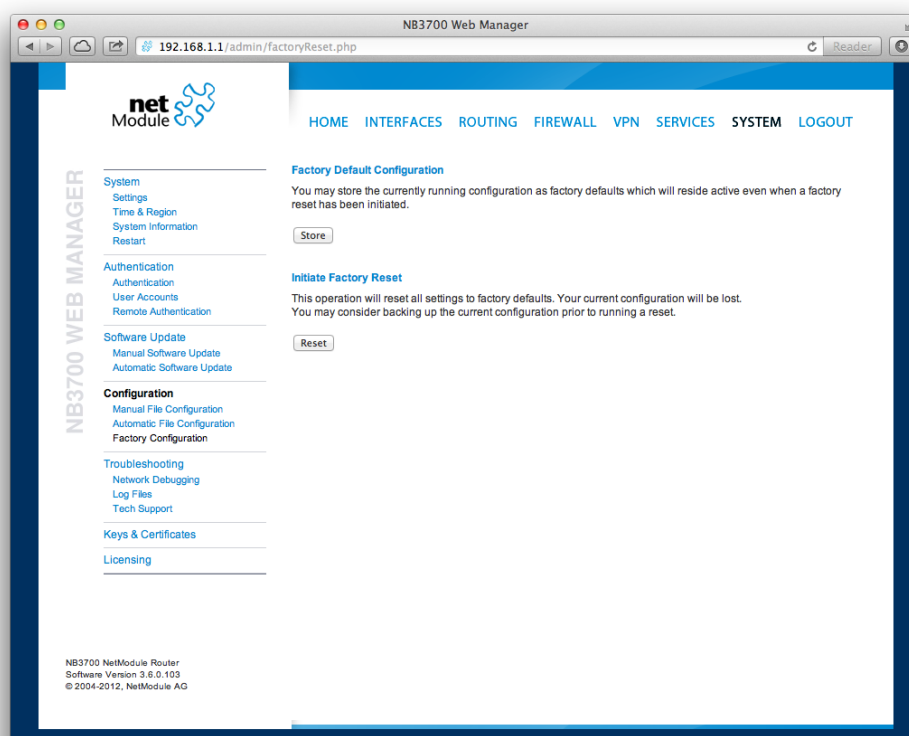 NB3700 Web Manager
192.168.1.1/admin/factoryReset.php
Reader
net
Module
HOME INTERFACES ROUTING FIREWALL VPN SERVICES SYSTEM LOGOUT
NB3700 WEB MANAGER
System
Settings
Time & Region
System Information
Restart
Authentication
Authentication
User Accounts
Remote Authentication
Software Update
Manual Software Update
Automatic Software Update
Configuration
Manual File Configuration
Automatic File Configuration
Factory Configuration
Troubleshooting
Network Debugging
Log Files
Tech Support
Keys & Certificates
Licensing
Factory Default Configuration
You may store the currently running configuration as factory defaults which will reside active even when a factory
reset has been initiated.
Store
Initiate Factory Reset
This operation will reset all settings to factory defaults. Your current configuration will be lost.
You may consider backing up the current configuration prior to running a reset.
Reset
NB3700 NetModule Router
Software Version 3.6.0.103
© 2004-2012, NetModule AG